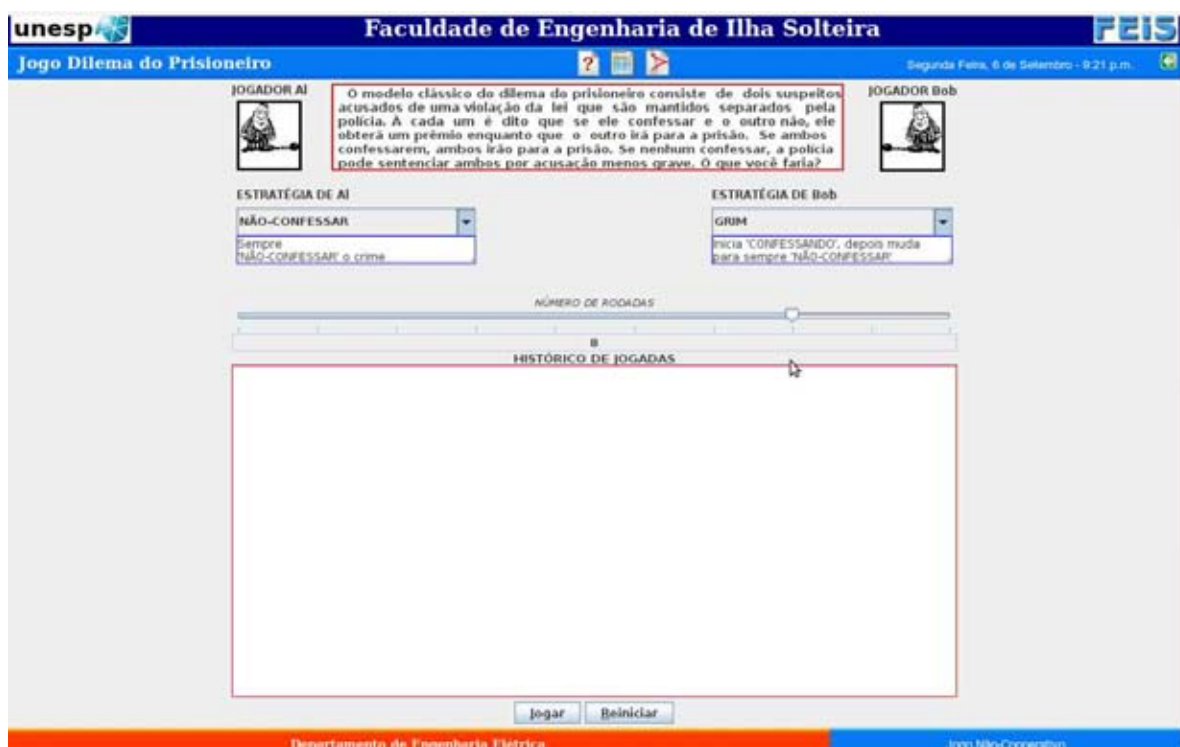 unesp
Faculdade de Engenharia de Ilha Solteira
FEIS
Jogo Dilema do Prisioneiro
?
Segunda Feira, 6 de Setembro - 9:21 p.m.
JOGADOR Al
O modelo clássico do dilema do prisioneiro consiste de dois suspeitos
acusados de uma violação da lei que são mantidos separados pela
polícia. A cada um é dito que se ele confessar e o outro não, ele
obterá um prêmio enquanto que o outro irá para a prisão. Se ambos
confessarem, ambos irão para a prisão. Se nenhum confessar, a polícia
pode sentenciar ambos por acusação menos grave. O que você faria?
JOGADOR Bob
ESTRATÉGIA DE Al
ESTRATÉGIA DE Bob
NÃO-CONFESSAR
GRIM
Sempre
'NÃO-CONFESSAR' o crime
Inicia 'CONFESSANDO', depois muda
para sempre 'NÃO-CONFESSAR'
NÚMERO DE RODADAS
8
HISTÓRICO DE JOGADAS
Jogar
Reiniciar
Departamento de Engenharia Elétrica
Jogo Não-Cooperativo